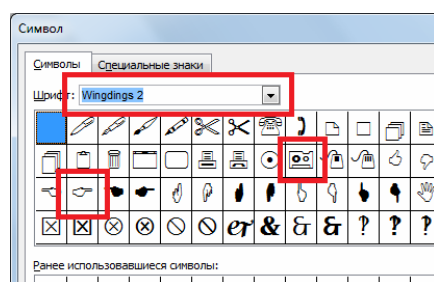 Символ
Символы Специальные знаки
Шрифт: Wingdings 2
Ранее использовавшиеся символы: